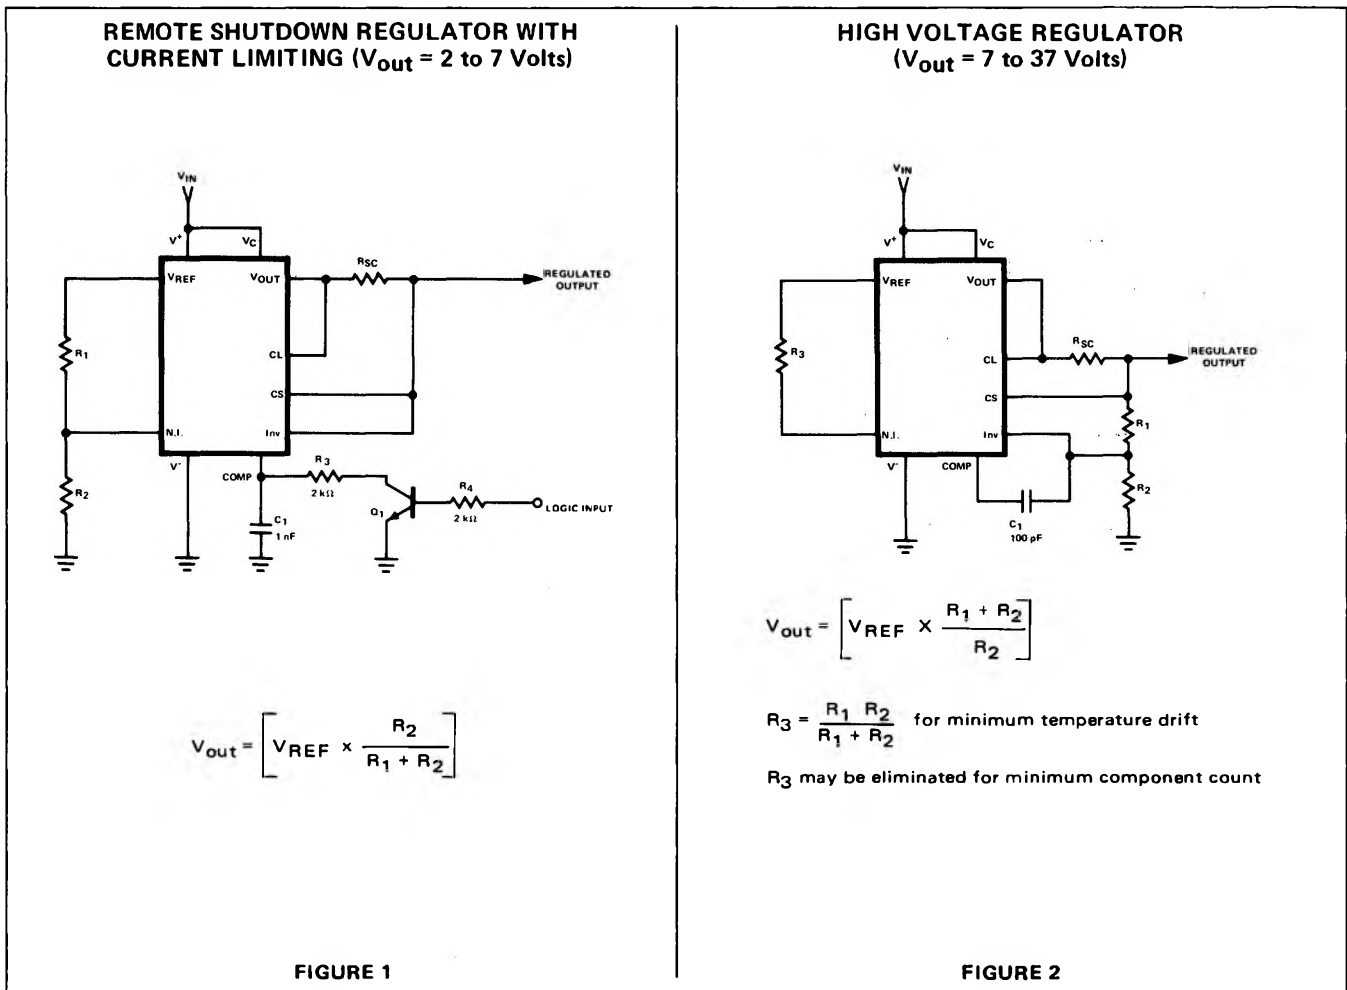 REMOTE SHUTDOWN REGULATOR WITH
CURRENT LIMITING (Vout = 2 to 7 Volts)
VIN
V+
VC
VREF
VOUT
RSC
REGULATED
OUTPUT
R1
CL
CS
N.I.
Inv
V-
COMP
R3
2 kΩ
R2
C1
1 nF
Q1
R4
2 kΩ
LOGIC INPUT
Vout = [VREF x R2 / (R1 + R2)]
FIGURE 1
HIGH VOLTAGE REGULATOR
(Vout = 7 to 37 Volts)
VIN
V+
VC
VREF
VOUT
R3
RSC
CL
REGULATED
OUTPUT
CS
R1
N.I.
Inv
V-
COMP
R2
C1
100 pF
Vout = [VREF x (R1 + R2) / R2]
R3 = R1 R2 / (R1 + R2) for minimum temperature drift
R3 may be eliminated for minimum component count
FIGURE 2